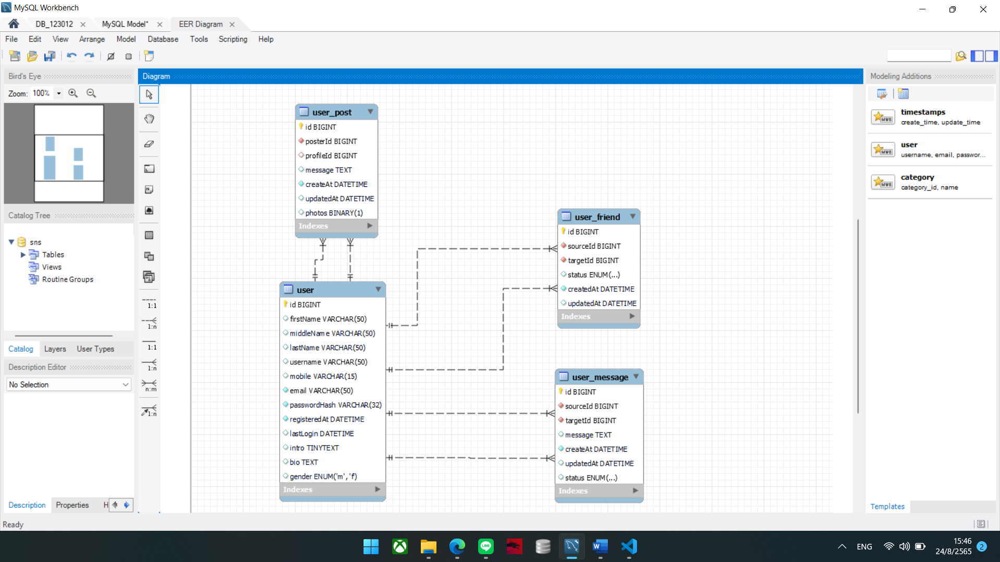 MySQL Workbench
DB_123012
MySQL Model*
EER Diagram
File Edit View Arrange Model Database Tools Scripting Help
Bird's Eye
Zoom: 100%
Catalog Tree
sns
Tables
Views
Routine Groups
Catalog Layers User Types
Description Editor
No Selection
Description Properties H
Ready
Diagram
1:1
1:n
1:1
1:n
n:m
1:n
user_post
id BIGINT
posterId BIGINT
profileId BIGINT
message TEXT
createAt DATETIME
updatedAt DATETIME
photos BINARY(1)
Indexes
user
id BIGINT
firstName VARCHAR(50)
middleName VARCHAR(50)
lastName VARCHAR(50)
username VARCHAR(50)
mobile VARCHAR(15)
email VARCHAR(50)
passwordHash VARCHAR(32)
registeredAt DATETIME
lastLogin DATETIME
intro TINYTEXT
bio TEXT
gender ENUM('m','f')
Indexes
user_friend
id BIGINT
sourceId BIGINT
targetId BIGINT
status ENUM(...)
createdAt DATETIME
updatedAt DATETIME
Indexes
user_message
id BIGINT
sourceId BIGINT
targetId BIGINT
message TEXT
createAt DATETIME
updatedAt DATETIME
status ENUM(...)
Indexes
Modeling Additions
MWB
timestamps
create_time, update_time
MWB
user
username, email, passwor...
MWB
category
category_id, name
Templates
LINE
W
ENG
15:46
24/8/2565
2